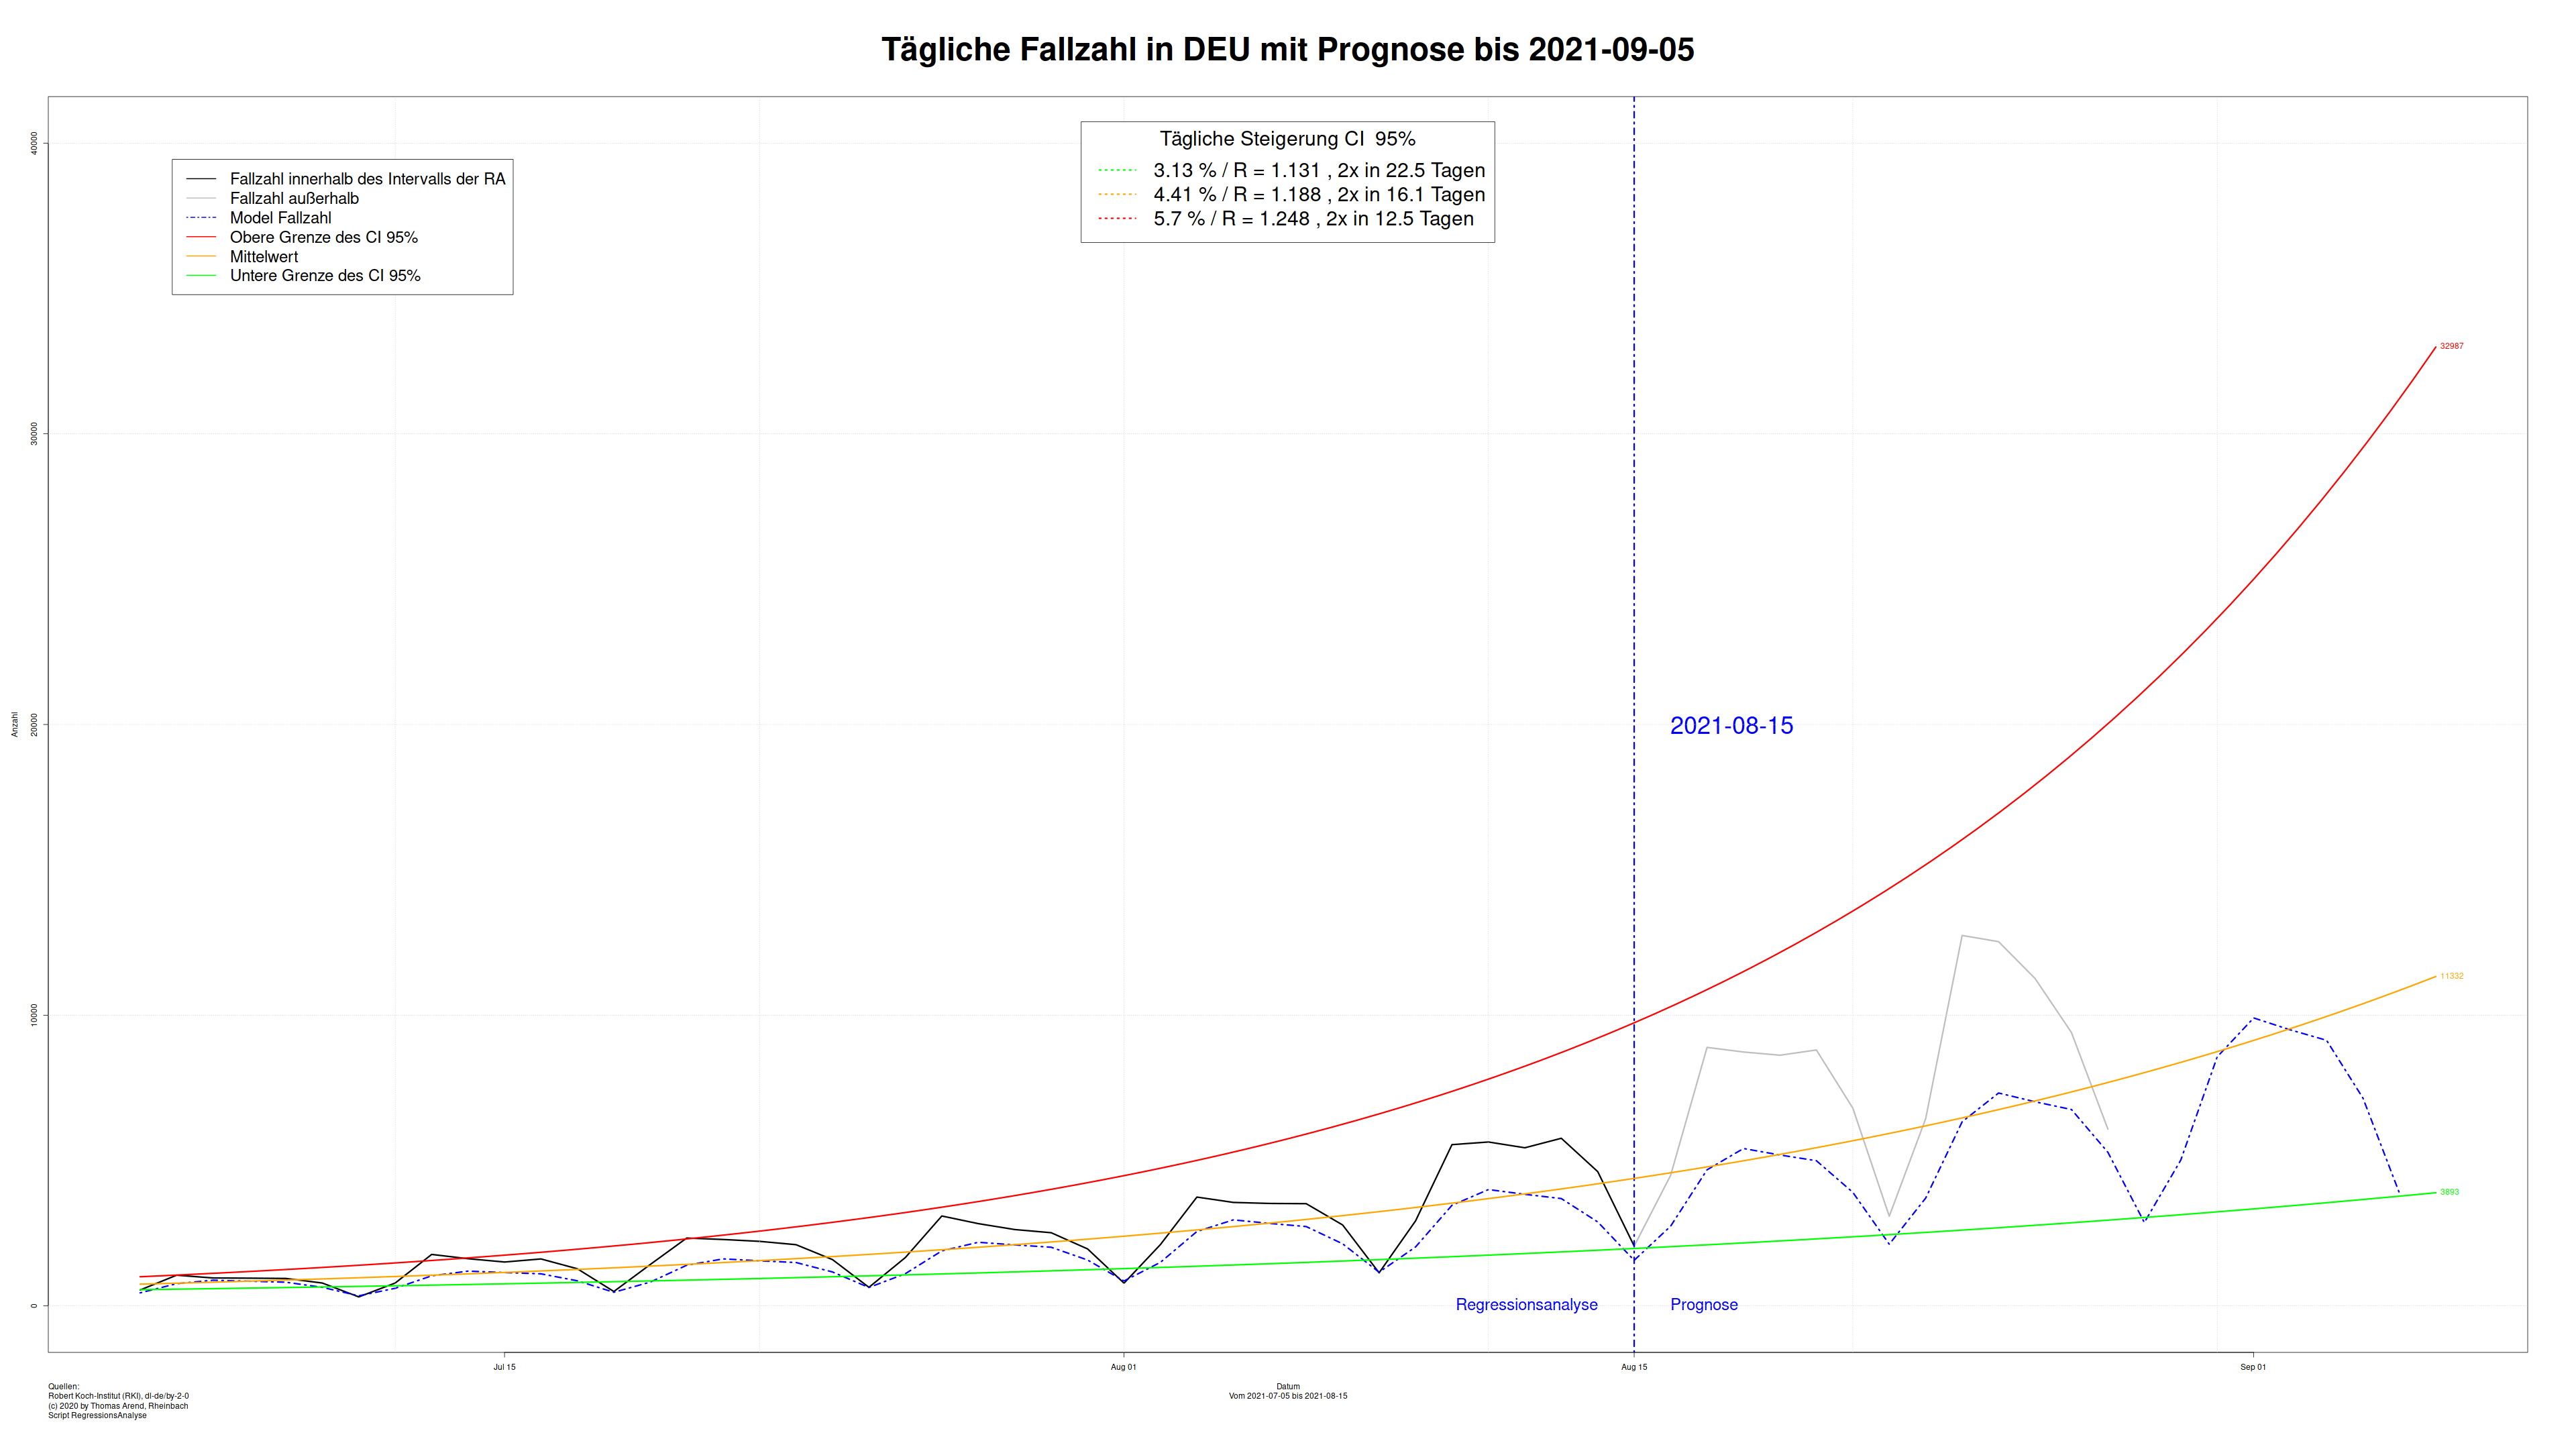 Tägliche Fallzahl in DEU mit Prognose bis 2021-09-05
Fallzahl innerhalb des Intervalls der RA
Fallzahl außerhalb
Model Fallzahl
Obere Grenze des CI 95%
Mittelwert
Untere Grenze des CI 95%
Tägliche Steigerung CI 95%
3.13 % / R = 1.131 , 2x in 22.5 Tagen
4.41 % / R = 1.188 , 2x in 16.1 Tagen
5.7 % / R = 1.248 , 2x in 12.5 Tagen
40000
30000
20000
10000
0
Anzahl
32987
2021-08-15
11332
3893
Regressionsanalyse
Prognose
Jul 15
Aug 01
Aug 15
Sep 01
Datum
Vom 2021-07-05 bis 2021-08-15
Quellen:
Robert Koch-Institut (RKI), dl-de/by-2-0
(c) 2020 by Thomas Arend, Rheinbach
Script RegressionsAnalyse